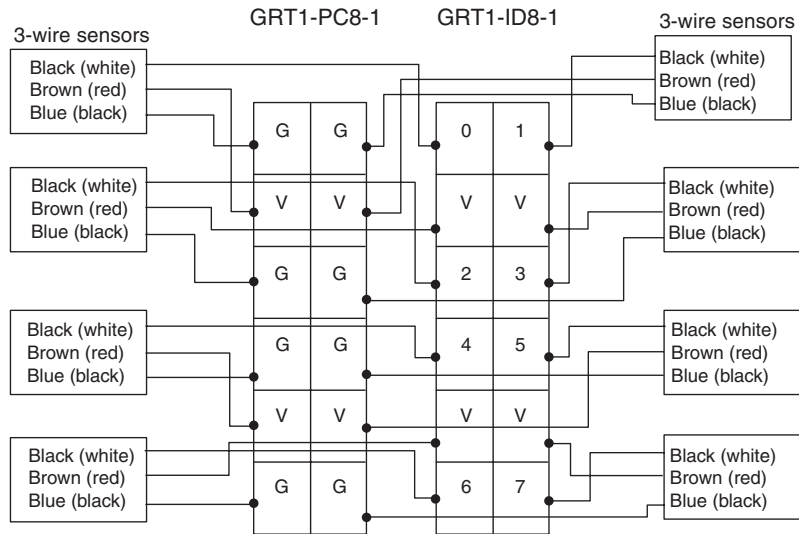 GRT1-PC8-1 GRT1-ID8-1
3-wire sensors
Black (white)
Brown (red)
Blue (black)
Black (white)
Brown (red)
Blue (black)
Black (white)
Brown (red)
Blue (black)
Black (white)
Brown (red)
Blue (black)
G G
V V
G G
G G
V V
G G
0 1
V V
2 3
4 5
V V
6 7
3-wire sensors
Black (white)
Brown (red)
Blue (black)
Black (white)
Brown (red)
Blue (black)
Black (white)
Brown (red)
Blue (black)
Black (white)
Brown (red)
Blue (black)